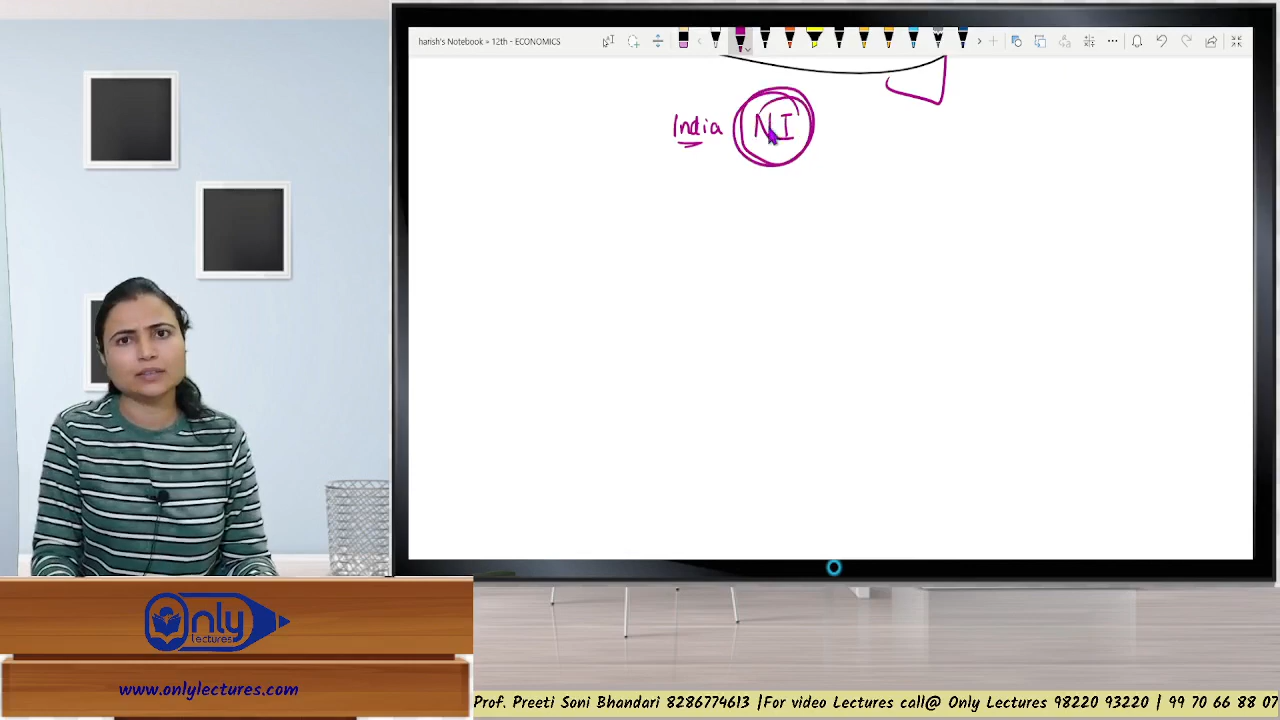 harish's Notebook » 12th - ECONOMICS
India NI
Only
lectures
www.onlylectures.com
Prof. Preeti Soni Bhandari 8286774613 |For video Lectures call@ Only Lectures 98220 93220 | 99 70 66 88 07